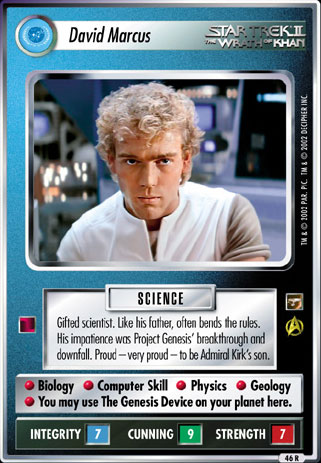 David Marcus
STAR TREK II
THE WRATH OF KHAN
TM & © 2002 PAR. PIC. TM & © 2002 DECIPHER INC.
SCIENCE
Gifted scientist. Like his father, often bends the rules.
His impatience was Project Genesis' breakthrough and
downfall. Proud – very proud – to be Admiral Kirk's son.
Biology Computer Skill Physics Geology
You may use The Genesis Device on your planet here.
INTEGRITY 7 CUNNING 9 STRENGTH 7
46 R